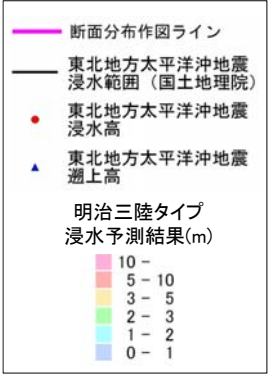 断面分布作図ライン
東北地方太平洋沖地震
浸水範囲（国土地理院）
東北地方太平洋沖地震
浸水高
東北地方太平洋沖地震
遡上高
明治三陸タイプ
浸水予測結果(m)
10 -
5 - 10
3 - 5
2 - 3
1 - 2
0 - 1